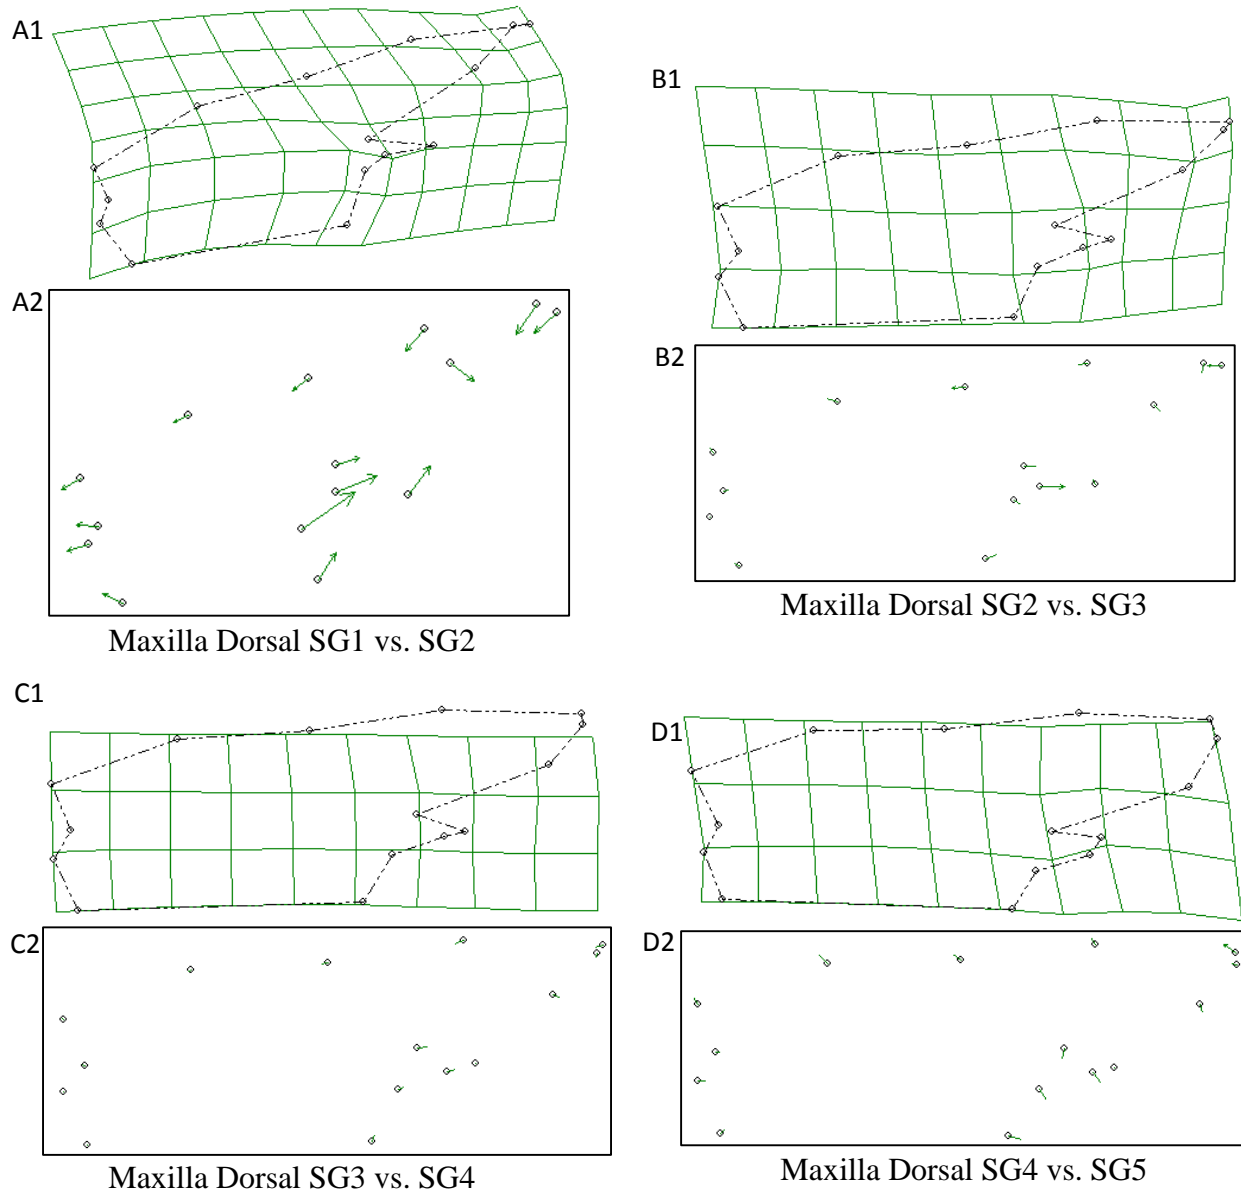 A1
B1
A2
B2
Maxilla Dorsal SG1 vs. SG2
Maxilla Dorsal SG2 vs. SG3
C1
D1
C2
D2
Maxilla Dorsal SG3 vs. SG4
Maxilla Dorsal SG4 vs. SG5